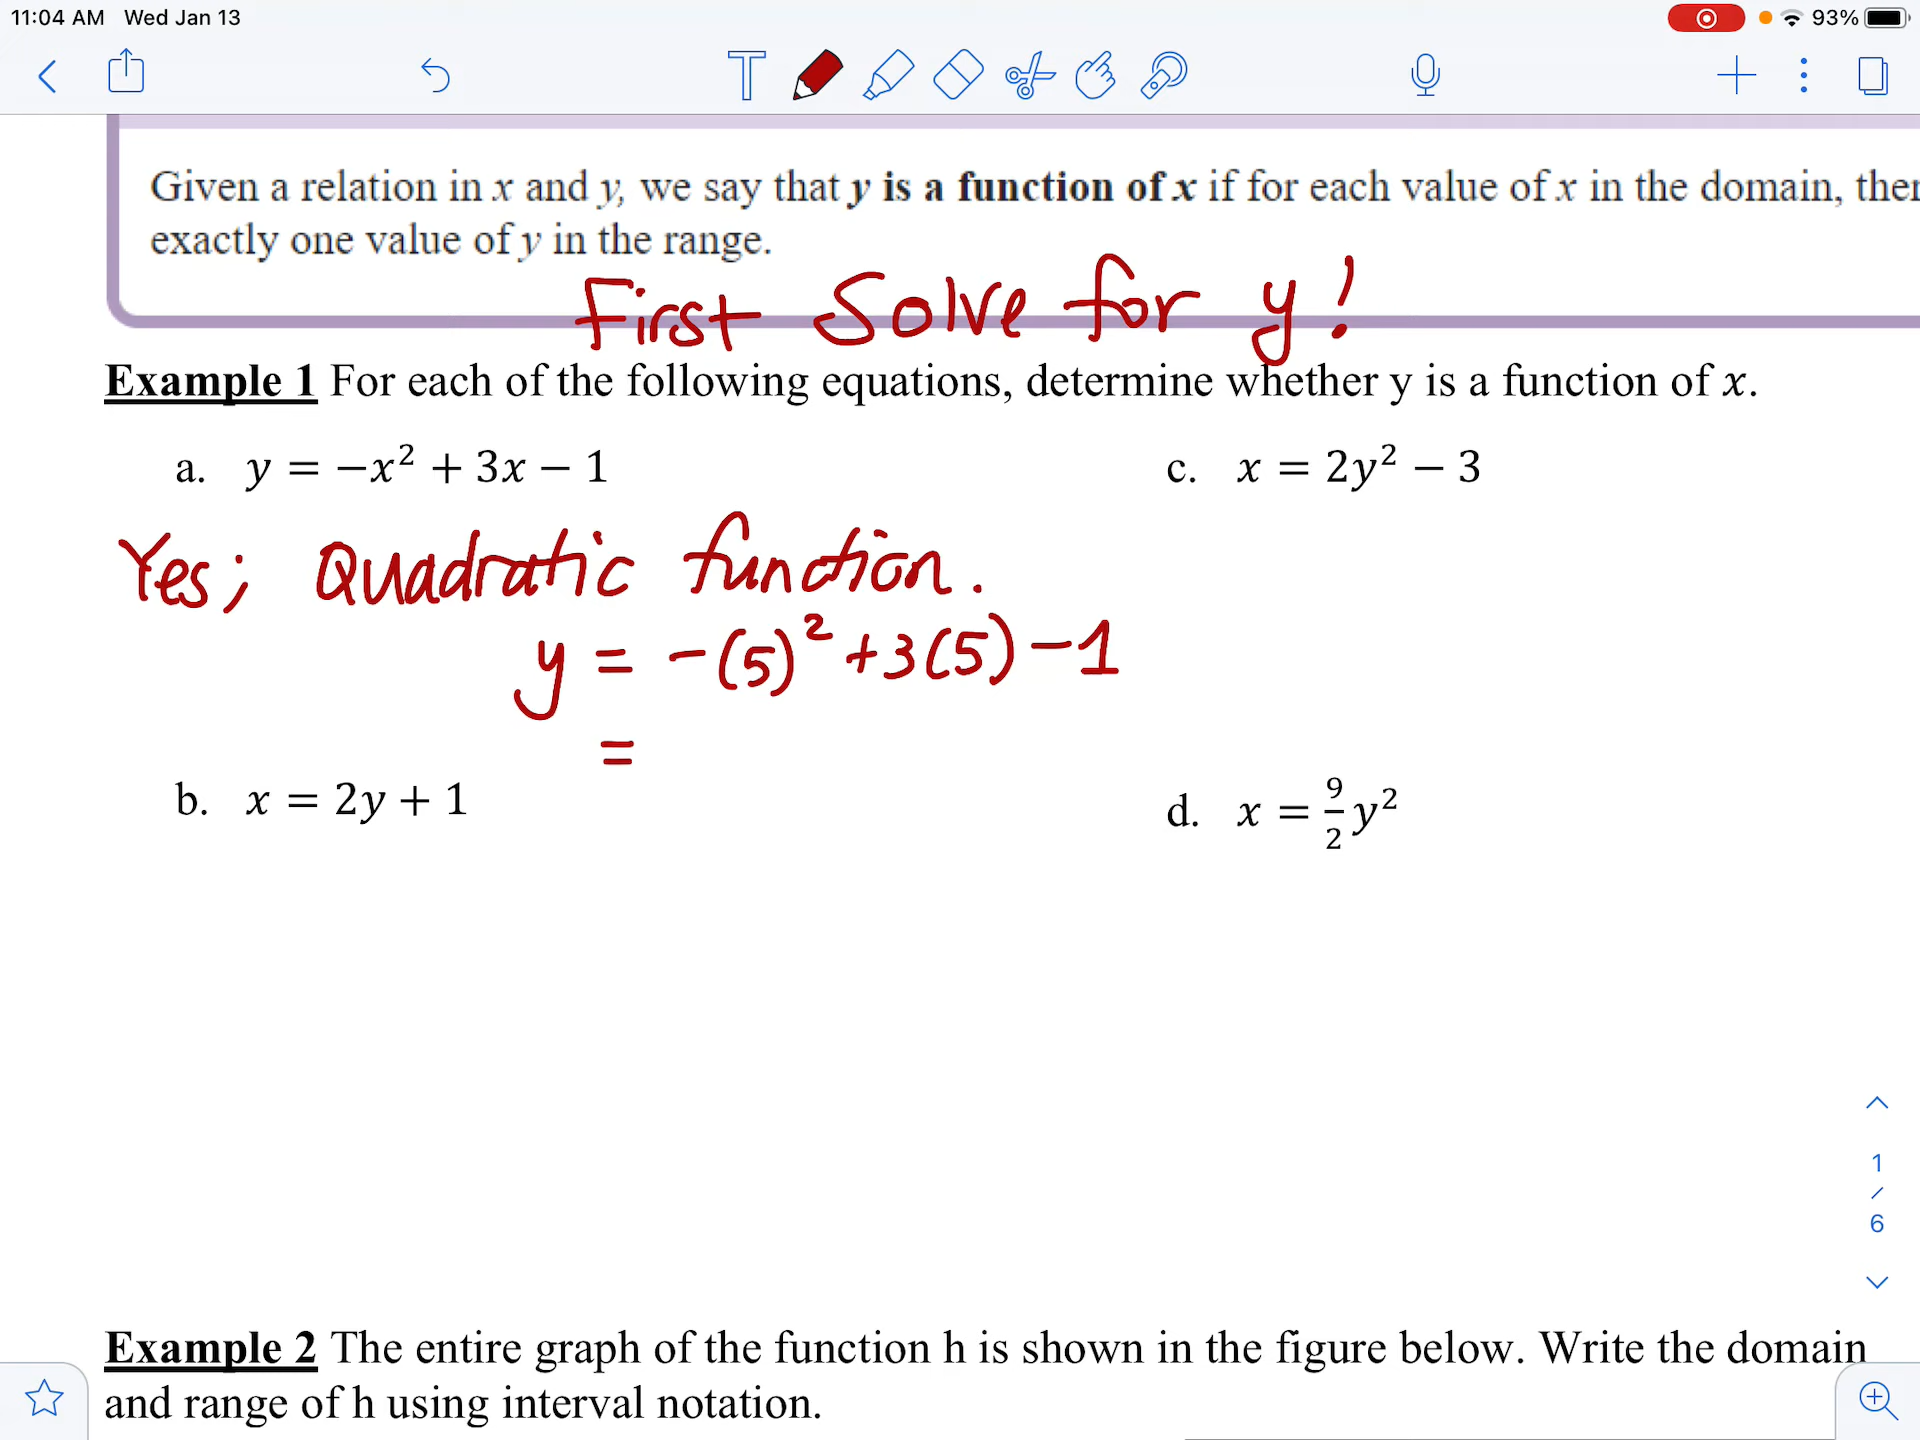 11:04 AM Wed Jan 13
93%
Given a relation in x and y, we say that y is a function of x if for each value of x in the domain,
exactly one value of y in the range.
First Solve for y!
Example 1 For each of the following equations, determine whether y is a function of x.
a. y = −x² + 3x − 1
c. x = 2y² − 3
Yes; Quadratic function.
y = -(5)² +3(5) -1
=
b. x = 2y + 1
d. x = 9/2 y²
1
/
6
Example 2 The entire graph of the function h is shown in the figure below. Write the domain
and range of h using interval notation.